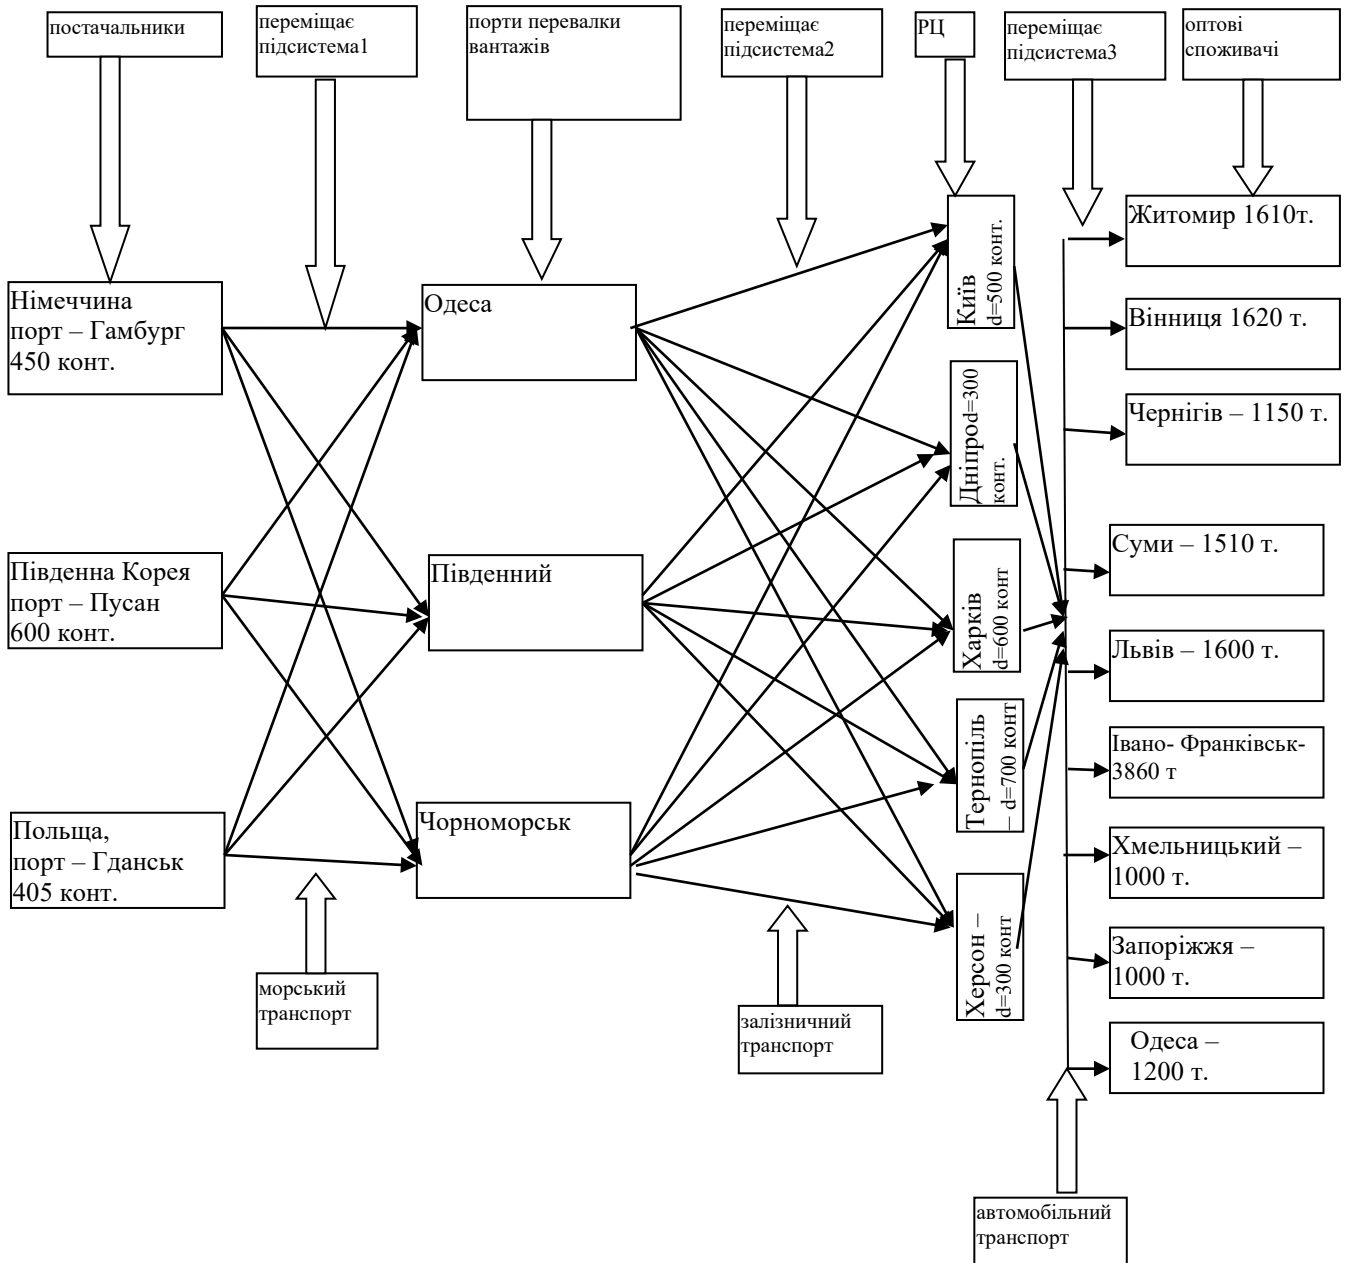 постачальники
переміщає
підсистема1
порти перевалки
вантажів
переміщає
підсистема2
РЦ
переміщає
підсистема3
оптові
споживачі
Німеччина
порт – Гамбург
450 конт.
Південна Корея
порт – Пусан
600 конт.
Польща,
порт – Гданськ
405 конт.
Одеса
Південний
Чорноморськ
Київ
d=500 конт.
Дніпроd=300
конт.
Харків
d=600 конт
Тернопіль
– d=700 конт
Херсон –
d=300 конт
Житомир 1610т.
Вінниця 1620 т.
Чернігів – 1150 т.
Суми – 1510 т.
Львів – 1600 т.
Івано- Франківськ-
3860 т
Хмельницький –
1000 т.
Запоріжжя –
1000 т.
Одеса –
1200 т.
морський
транспорт
залізничний
транспорт
автомобільний
транспорт